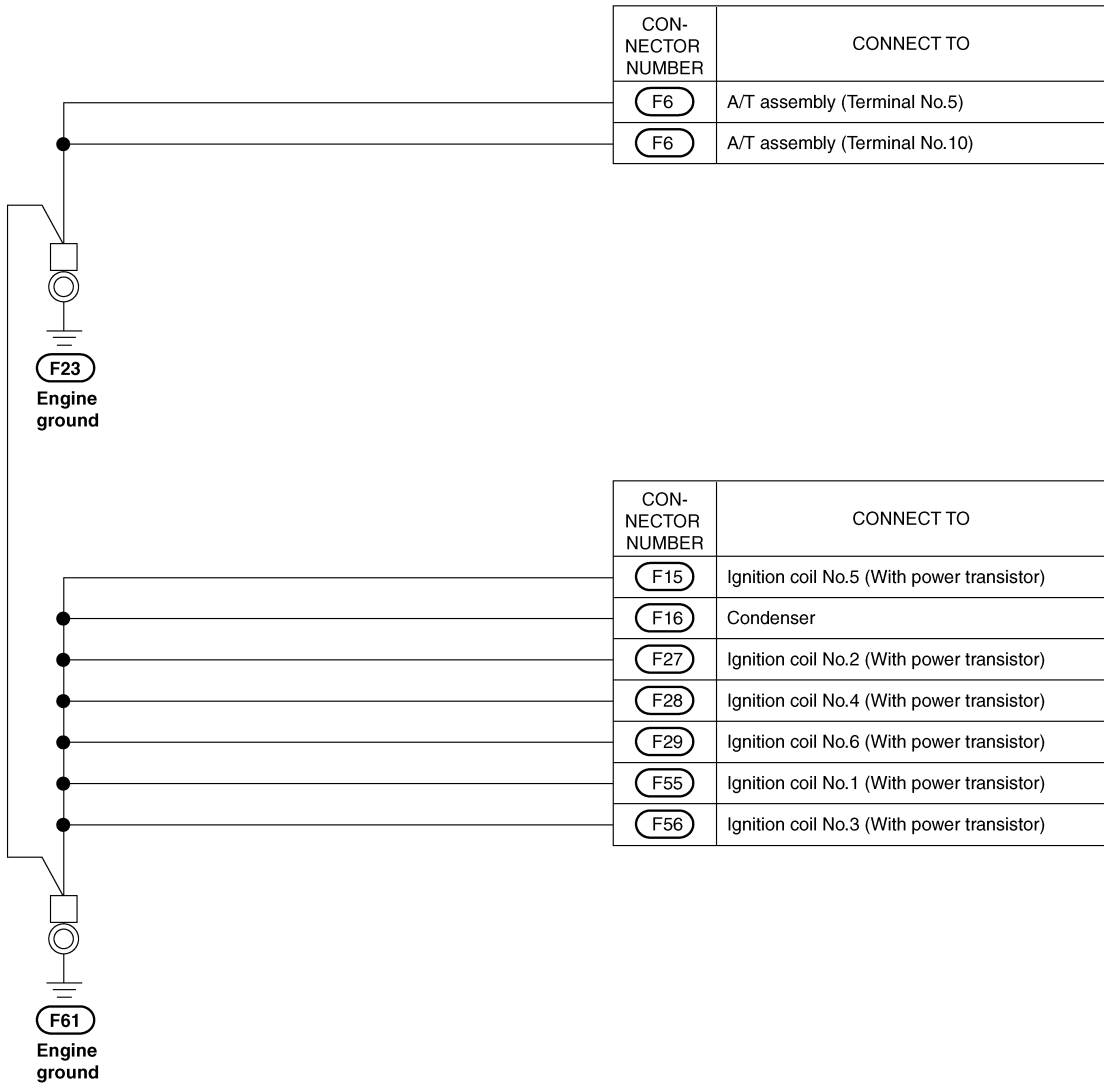 CON-
NECTOR
NUMBER
CONNECT TO
F6 A/T assembly (Terminal No.5)
F6 A/T assembly (Terminal No.10)
F23
Engine
ground
CON-
NECTOR
NUMBER
CONNECT TO
F15 Ignition coil No.5 (With power transistor)
F16 Condenser
F27 Ignition coil No.2 (With power transistor)
F28 Ignition coil No.4 (With power transistor)
F29 Ignition coil No.6 (With power transistor)
F55 Ignition coil No.1 (With power transistor)
F56 Ignition coil No.3 (With power transistor)
F61
Engine
ground